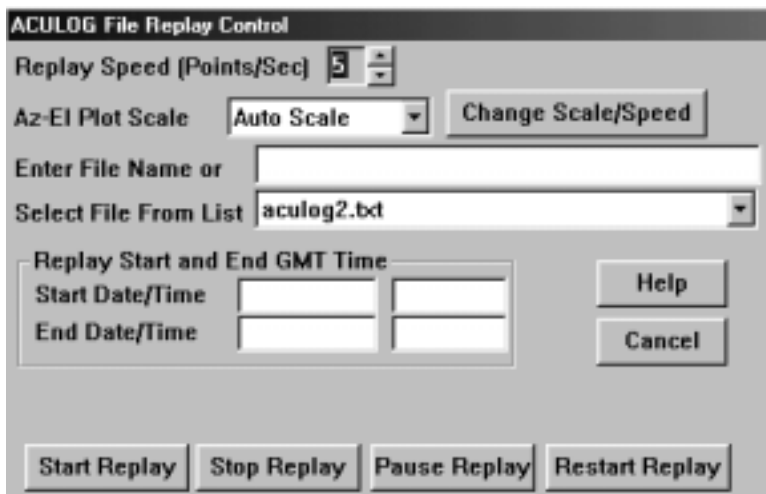 ACULOG File Replay Control
Replay Speed (Points/Sec) 5
Az-El Plot Scale Auto Scale Change Scale/Speed
Enter File Name or
Select File From List aculog2.txt
Replay Start and End GMT Time
Start Date/Time
End Date/Time
Help
Cancel
Start Replay Stop Replay Pause Replay Restart Replay